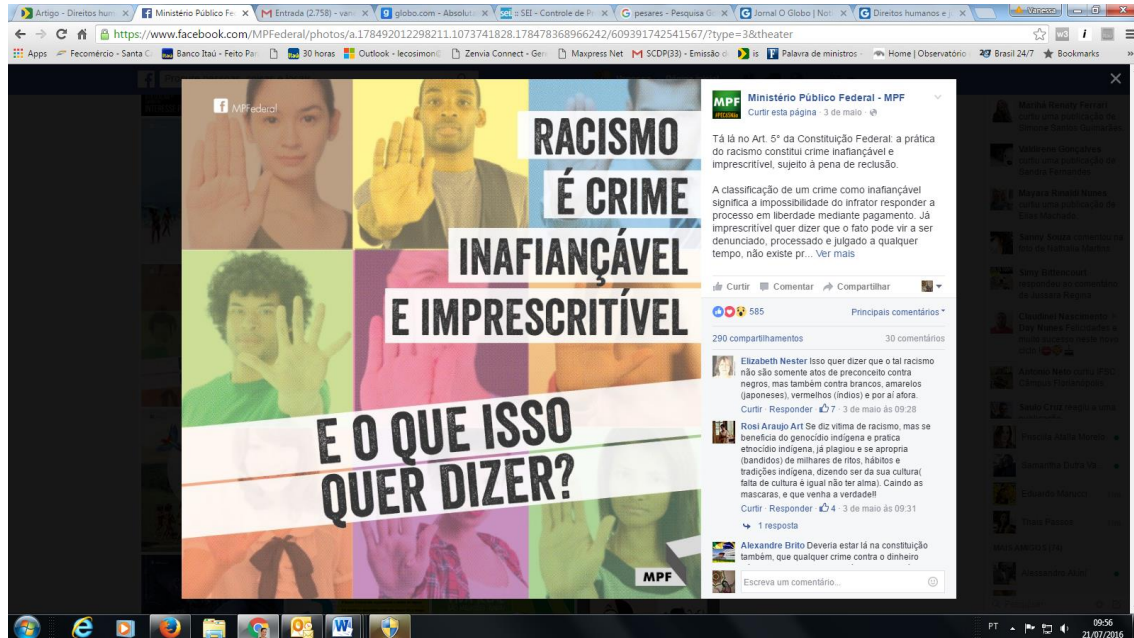 Artigo - Direitos hum
Ministério Público Fe
Entrada (2.758) - van
globo.com - Absolut
:: SEI - Controle de P
pesares - Pesquisa G
Jornal O Globo | Not
Direitos humanos e j
Vanessa
https://www.facebook.com/MPFederal/photos/a.178492012298211.1073741828.178478368966242/609391742541567/?type=3&theater
Apps
Fecomércio - Santa C
Banco Itaú - Feito Par
30 horas
Outlook - lecosimon
Zenvia Connect - Ger
Maxpress Net
SCDP(33) - Emissão d
is
Palavra de ministros
Home | Observatório
Brasil 24/7
Bookmarks
MPFederal
RACISMO
É CRIME
INAFIANÇÁVEL
E IMPRESCRITÍVEL
E O QUE ISSO
QUER DIZER?
MPF
MPF
Ministério Público Federal - MPF
Curtir esta página · 3 de maio ·
Tá lá no Art. 5° da Constituição Federal: a prática
do racismo constitui crime inafiançável e
imprescritível, sujeito à pena de reclusão.
A classificação de um crime como inafiançável
significa a impossibilidade do infrator responder a
processo em liberdade mediante pagamento. Já
imprescritível quer dizer que o fato pode vir a ser
denunciado, processado e julgado a qualquer
tempo, não existe pr... Ver mais
Curtir Comentar Compartilhar
585 Principais comentários
290 compartilhamentos 30 comentários
Elizabeth Nester Isso quer dizer que o tal racismo
não são somente atos de preconceito contra
negros, mas também contra brancos, amarelos
(japoneses), vermelhos (índios) e por aí afora.
Curtir · Responder · 7 · 3 de maio às 09:28
Rosi Araujo Art Se diz vitima de racismo, mas se
beneficia do genocídio indígena e pratica
etnocídio indígena, já plagiou e se apropria
(bandidos) de milhares de ritos, hábitos e
tradições indígena, dizendo ser da sua cultura(
falta de cultura é igual não ter alma). Caindo as
mascaras, e que venha a verdade!!
Curtir · Responder · 4 · 3 de maio às 09:31
1 resposta
Alexandre Brito Deveria estar lá na constituição
também, que qualquer crime contra o dinheiro
Escreva um comentário...
PT
09:56
21/07/2016